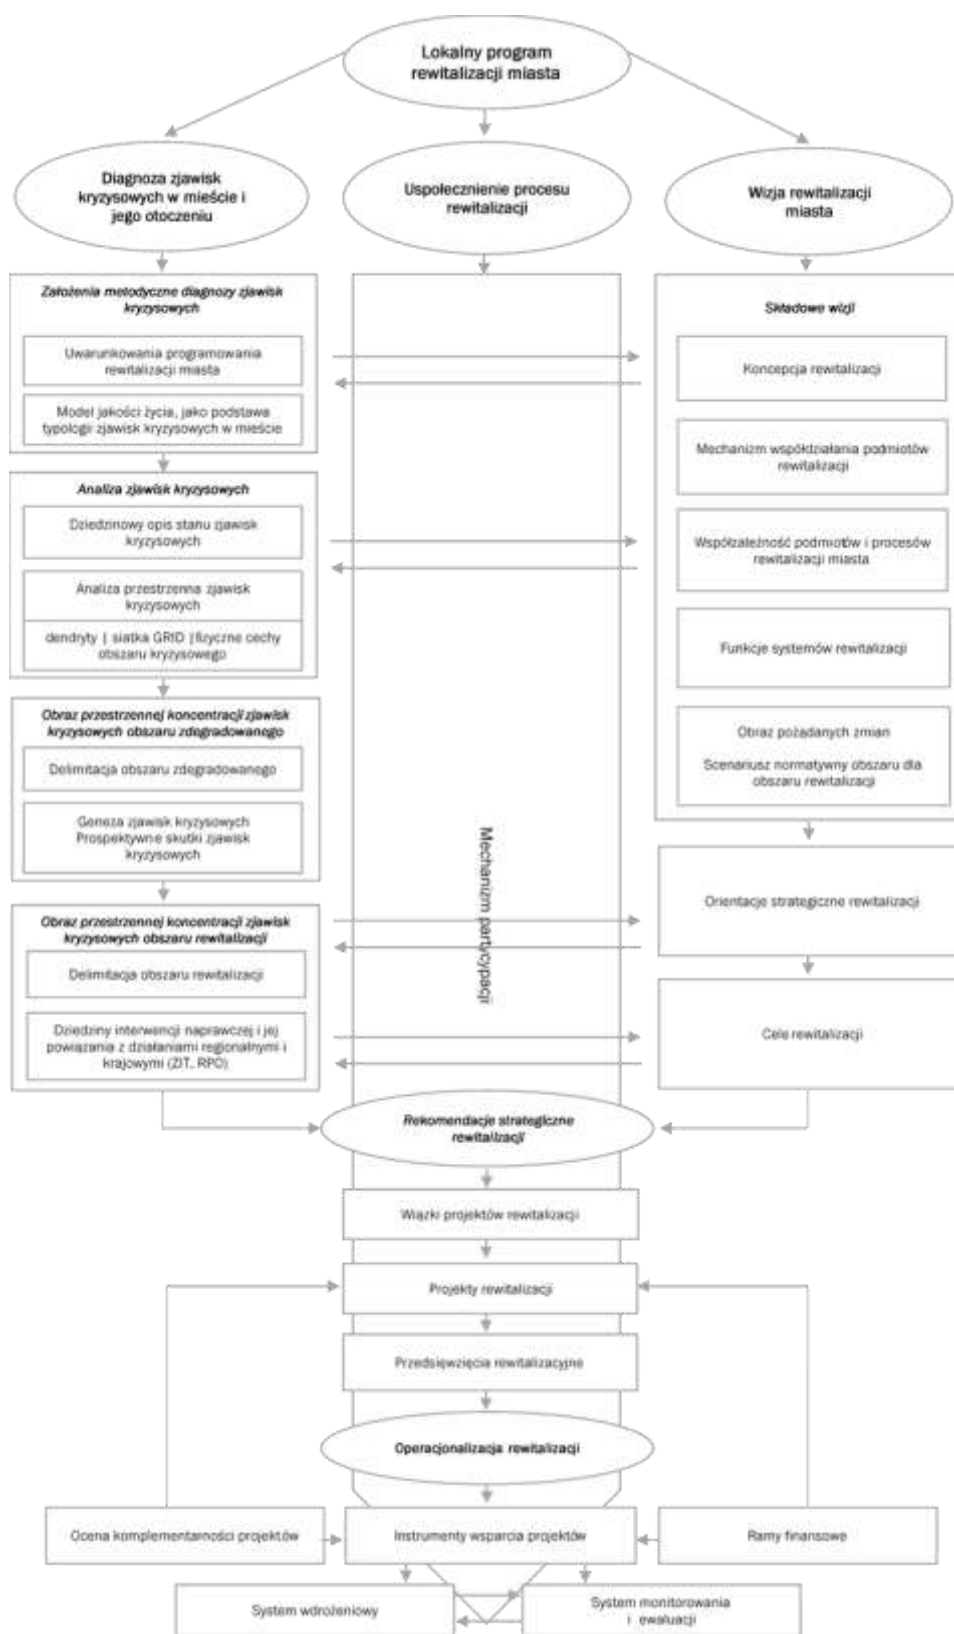 Lokalny program
rewitalizacji miasta
Diagnoza zjawisk
kryzysowych w mieście i
jego otoczeniu
Uspołecznienie procesu
rewitalizacji
Wizja rewitalizacji
miasta
Założenia metodyczne diagnozy zjawisk
kryzysowych
Uwarunkowania programowania
rewitalizacji miasta
Model jakości życia, jako podstawa
typologii zjawisk kryzysowych w mieście
Analiza zjawisk kryzysowych
Dziedzinowy opis stanu zjawisk
kryzysowych
Analiza przestrzenna zjawisk
kryzysowych
dendryty | siatka GRID |fizyczne cechy
obszaru kryzysowego
Obraz przestrzennej koncentracji zjawisk
kryzysowych obszaru zdegradowanego
Delimitacja obszaru zdegradowanego
Geneza zjawisk kryzysowych
Prospektywne skutki zjawisk
kryzysowych
Obraz przestrzennej koncentracji zjawisk
kryzysowych obszaru rewitalizacji
Delimitacja obszaru rewitalizacji
Dziedziny interwencji naprawczej i jej
powiązania z działaniami regionalnymi i
krajowymi (ZIT, RPO)
Mechanizm partycypacji
Składowe wizji
Koncepcja rewitalizacji
Mechanizm współdziałania podmiotów
rewitalizacji
Współzależność podmiotów i procesów
rewitalizacji miasta
Funkcje systemów rewitalizacji
Obraz pożądanych zmian
Scenariusz normatywny obszaru dla
obszaru rewitalizacji
Orientacje strategiczne rewitalizacji
Cele rewitalizacji
Rekomendacje strategiczne
rewitalizacji
Wiązki projektów rewitalizacji
Projekty rewitalizacji
Przedsięwzięcia rewitalizacyjne
Operacjonalizacja rewitalizacji
Ocena komplementarności projektów
Instrumenty wsparcia projektów
Ramy finansowe
System wdrożeniowy
System monitorowania
i ewaluacji